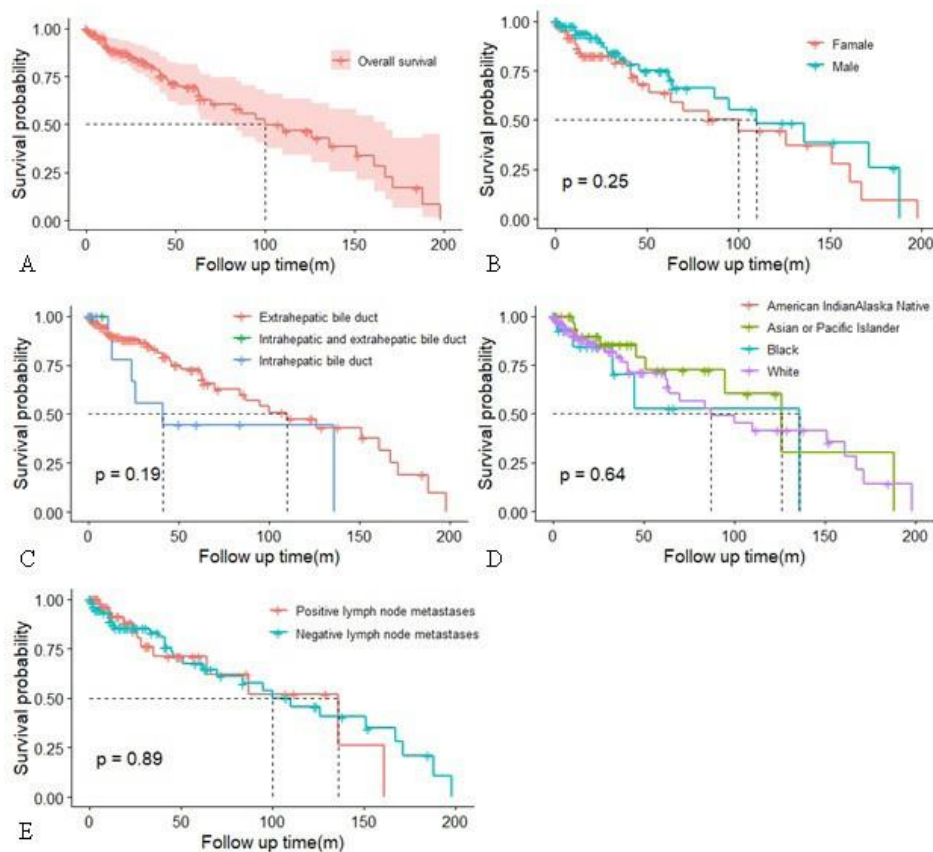 1.00
0.75
0.50
0.25
0.00
Survival probability
Overall survival
0 50 100 150 200
Follow up time(m)
A
1.00
0.75
0.50
0.25
0.00
Survival probability
Famale
Male
p = 0.25
0 50 100 150 200
Follow up time(m)
B
1.00
0.75
0.50
0.25
0.00
Survival probability
Extrahepatic bile duct
Intrahepatic and extrahepatic bile duct
Intrahepatic bile duct
p = 0.19
0 50 100 150 200
Follow up time(m)
C
1.00
0.75
0.50
0.25
0.00
Survival probability
American IndianAlaska Native
Asian or Pacific Islander
Black
White
p = 0.64
0 50 100 150 200
Follow up time(m)
D
1.00
0.75
0.50
0.25
0.00
Survival probability
Positive lymph node metastases
Negative lymph node metastases
p = 0.89
0 50 100 150 200
Follow up time(m)
E